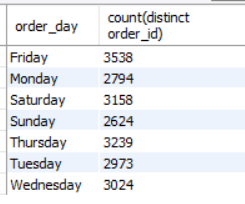 order_day count(distinct
order_id)
Friday 3538
Monday 2794
Saturday 3158
Sunday 2624
Thursday 3239
Tuesday 2973
Wednesday 3024